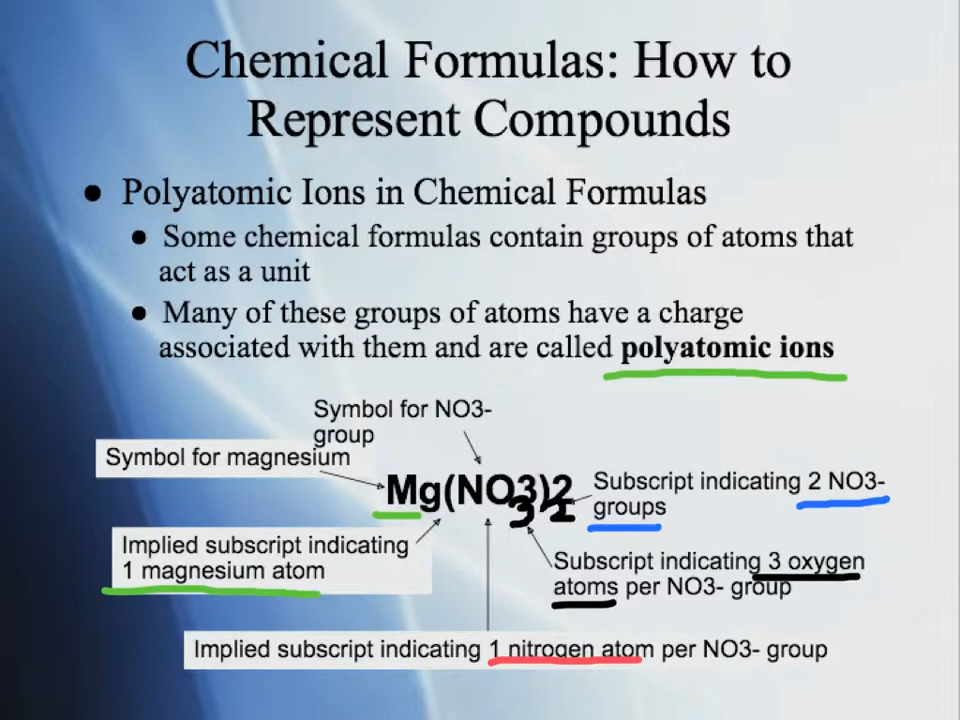 Chemical Formulas: How to
Represent Compounds
● Polyatomic Ions in Chemical Formulas
● Some chemical formulas contain groups of atoms that
act as a unit
● Many of these groups of atoms have a charge
associated with them and are called polyatomic ions
Symbol for NO3-
group
Symbol for magnesium
Mg(NO3)2
3 2
Subscript indicating 2 NO3-
groups
Implied subscript indicating
1 magnesium atom
Subscript indicating 3 oxygen
atoms per NO3- group
Implied subscript indicating 1 nitrogen atom per NO3- group